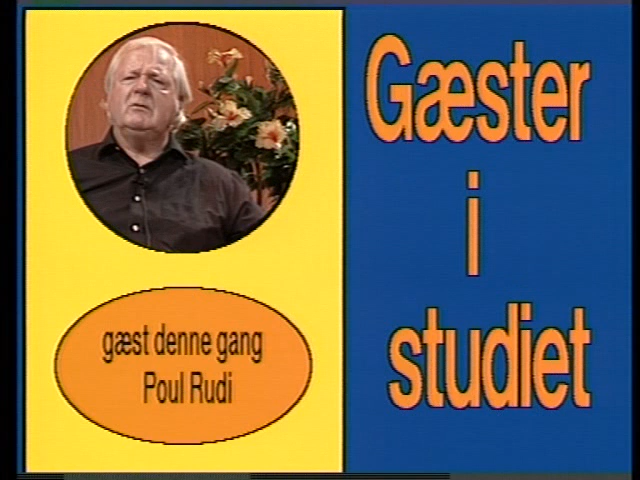 Gæster
i
studiet
gæst denne gang
Poul Rudi